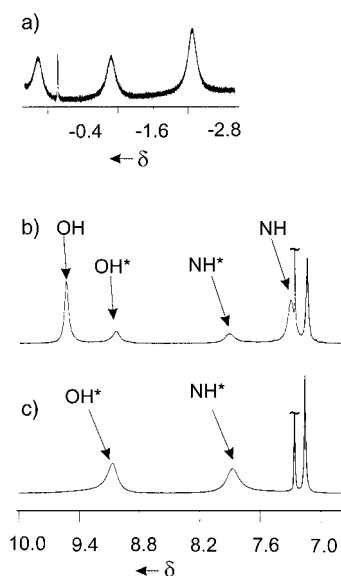 a)
-0.4 -1.6 -2.8
← δ
b) OH OH* NH* NH
c) OH* NH*
10.0 9.4 8.8 8.2 7.6 7.0
← δ